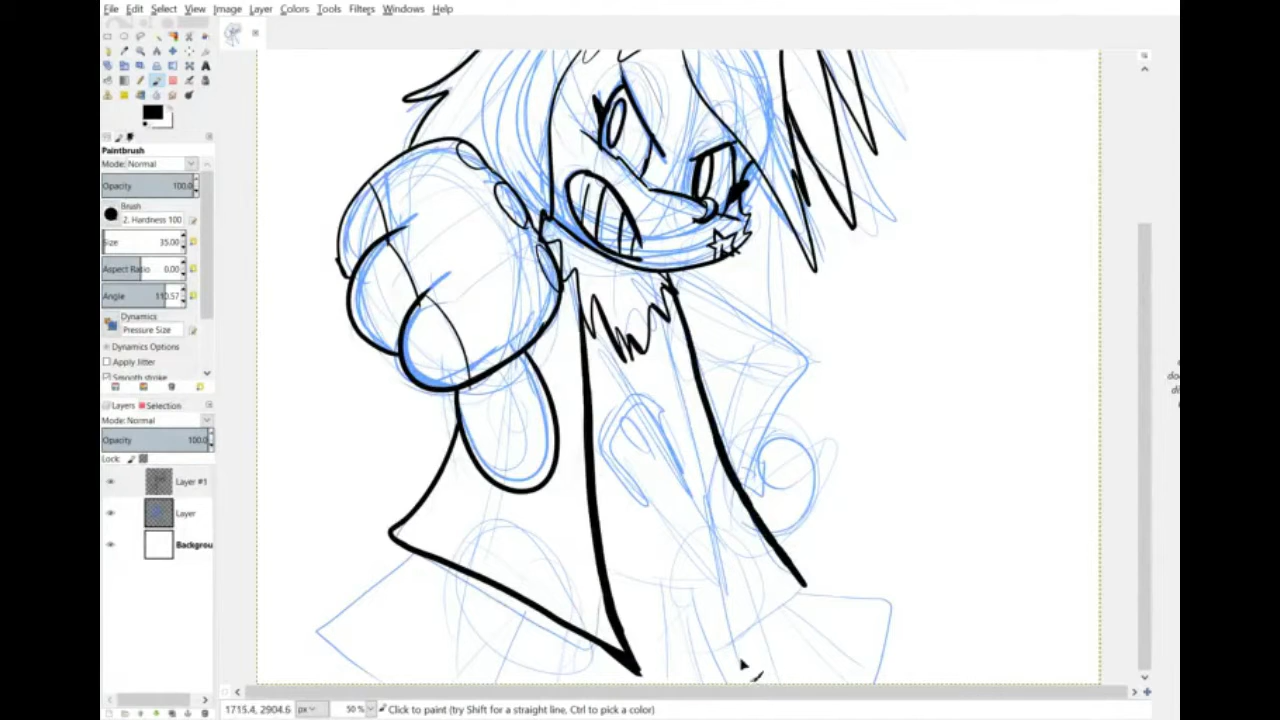 File Edit Select View Image Layer Colors Tools Filters Windows Help
Paintbrush
Mode: Normal
Opacity 100.0
Brush
2. Hardness 100
Size 35.00
Aspect Ratio 0.00
Angle 110.57
Dynamics
Pressure Size
Dynamics Options
Apply Jitter
Smooth stroke
Layers Selection
Mode: Normal
Opacity 100.0
Lock:
Layer #1
Layer
Backgrou
1715.4, 2904.6 px 50 % Click to paint (try Shift for a straight line, Ctrl to pick a color)